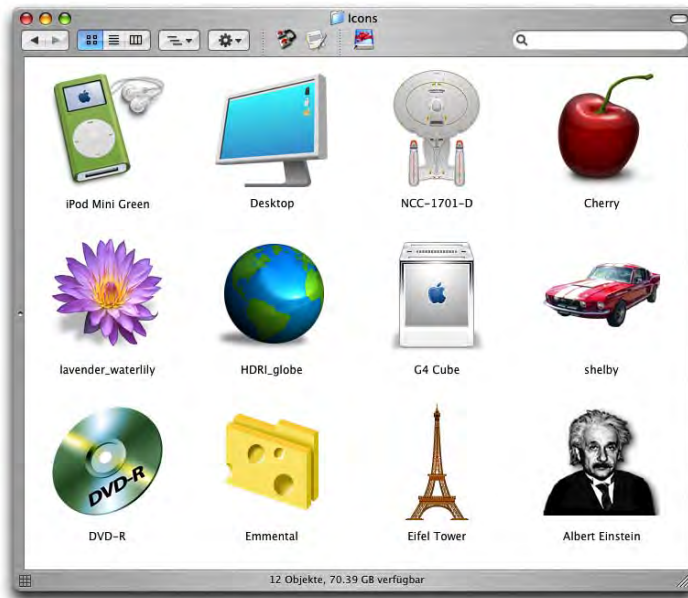 Icons
iPod Mini Green
Desktop
NCC-1701-D
Cherry
lavender_waterlily
HDRI_globe
G4 Cube
shelby
DVD-R
DVD-R
Emmental
Eifel Tower
Albert Einstein
12 Objekte, 70.39 GB verfügbar